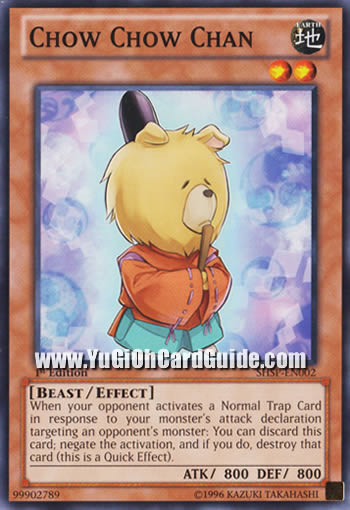 CHOW CHOW CHAN
EARTH
地
www.YuGiOhCardGuide.com
1st Edition
SHSP-EN002
[BEAST/EFFECT]
When your opponent activates a Normal Trap Card
in response to your monster's attack declaration
targeting an opponent's monster: You can discard this
card; negate the activation, and if you do, destroy that
card (this is a Quick Effect).
ATK/ 800 DEF/ 800
99902789
©1996 KAZUKI TAKAHASHI